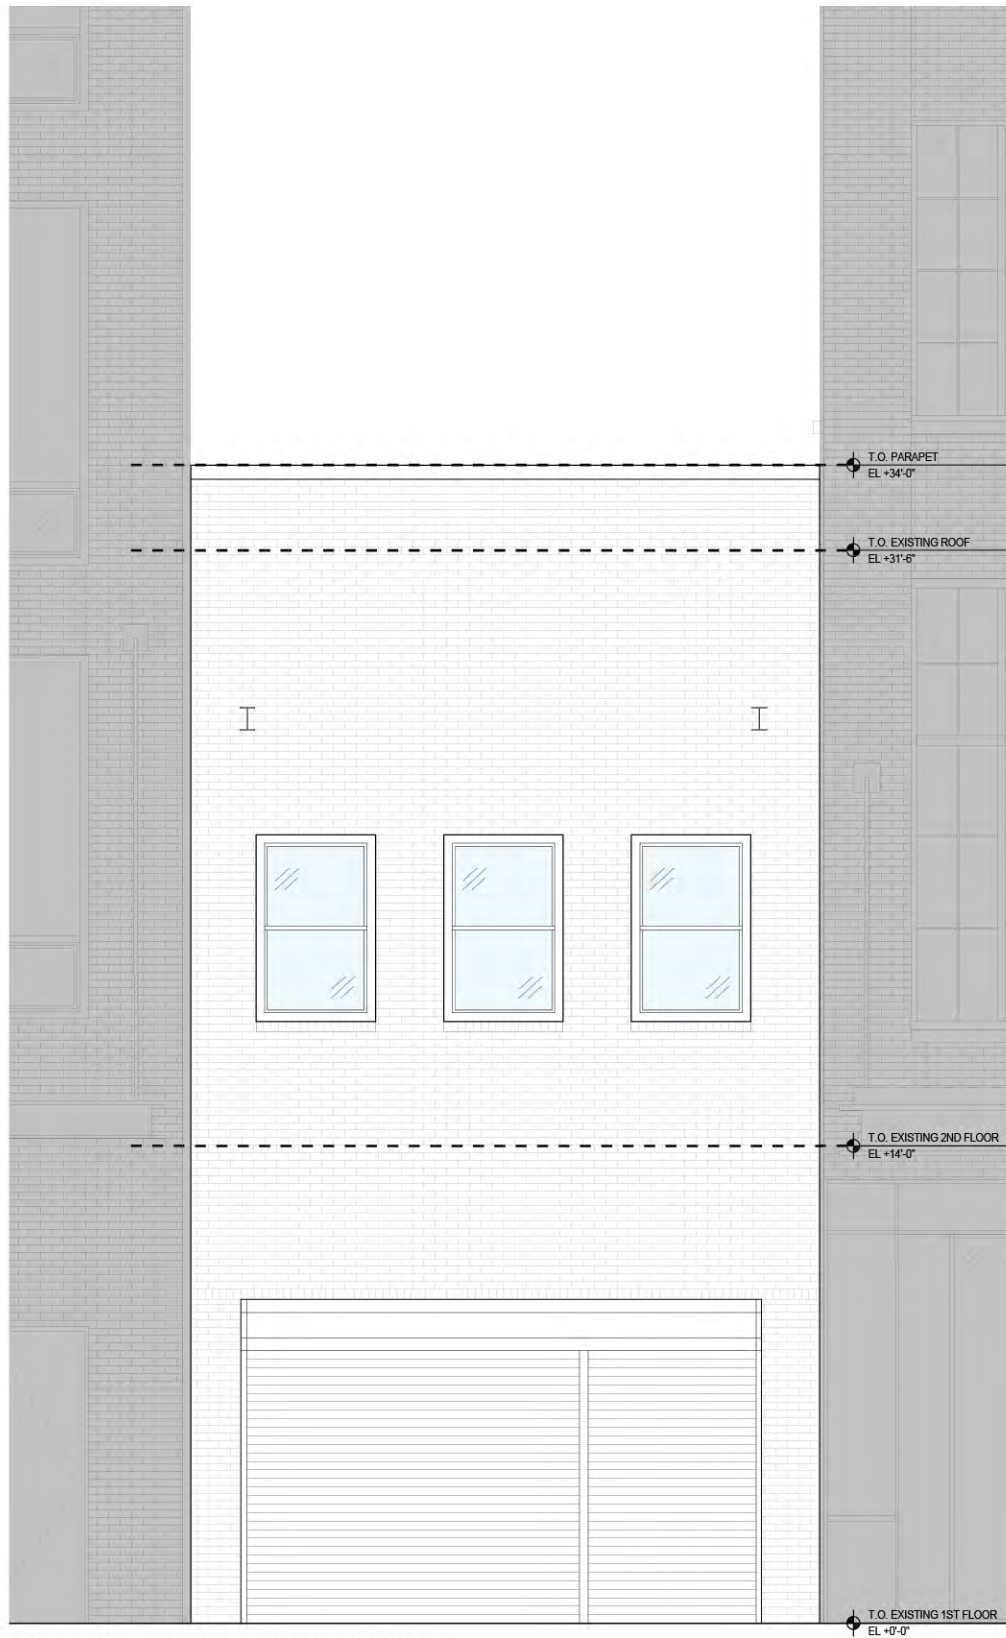 T.O. PARAPET
EL +34'-0"
T.O. EXISTING ROOF
EL +31'-6"
T.O. EXISTING 2ND FLOOR
EL +14'-0"
T.O. EXISTING 1ST FLOOR
EL +0'-0"